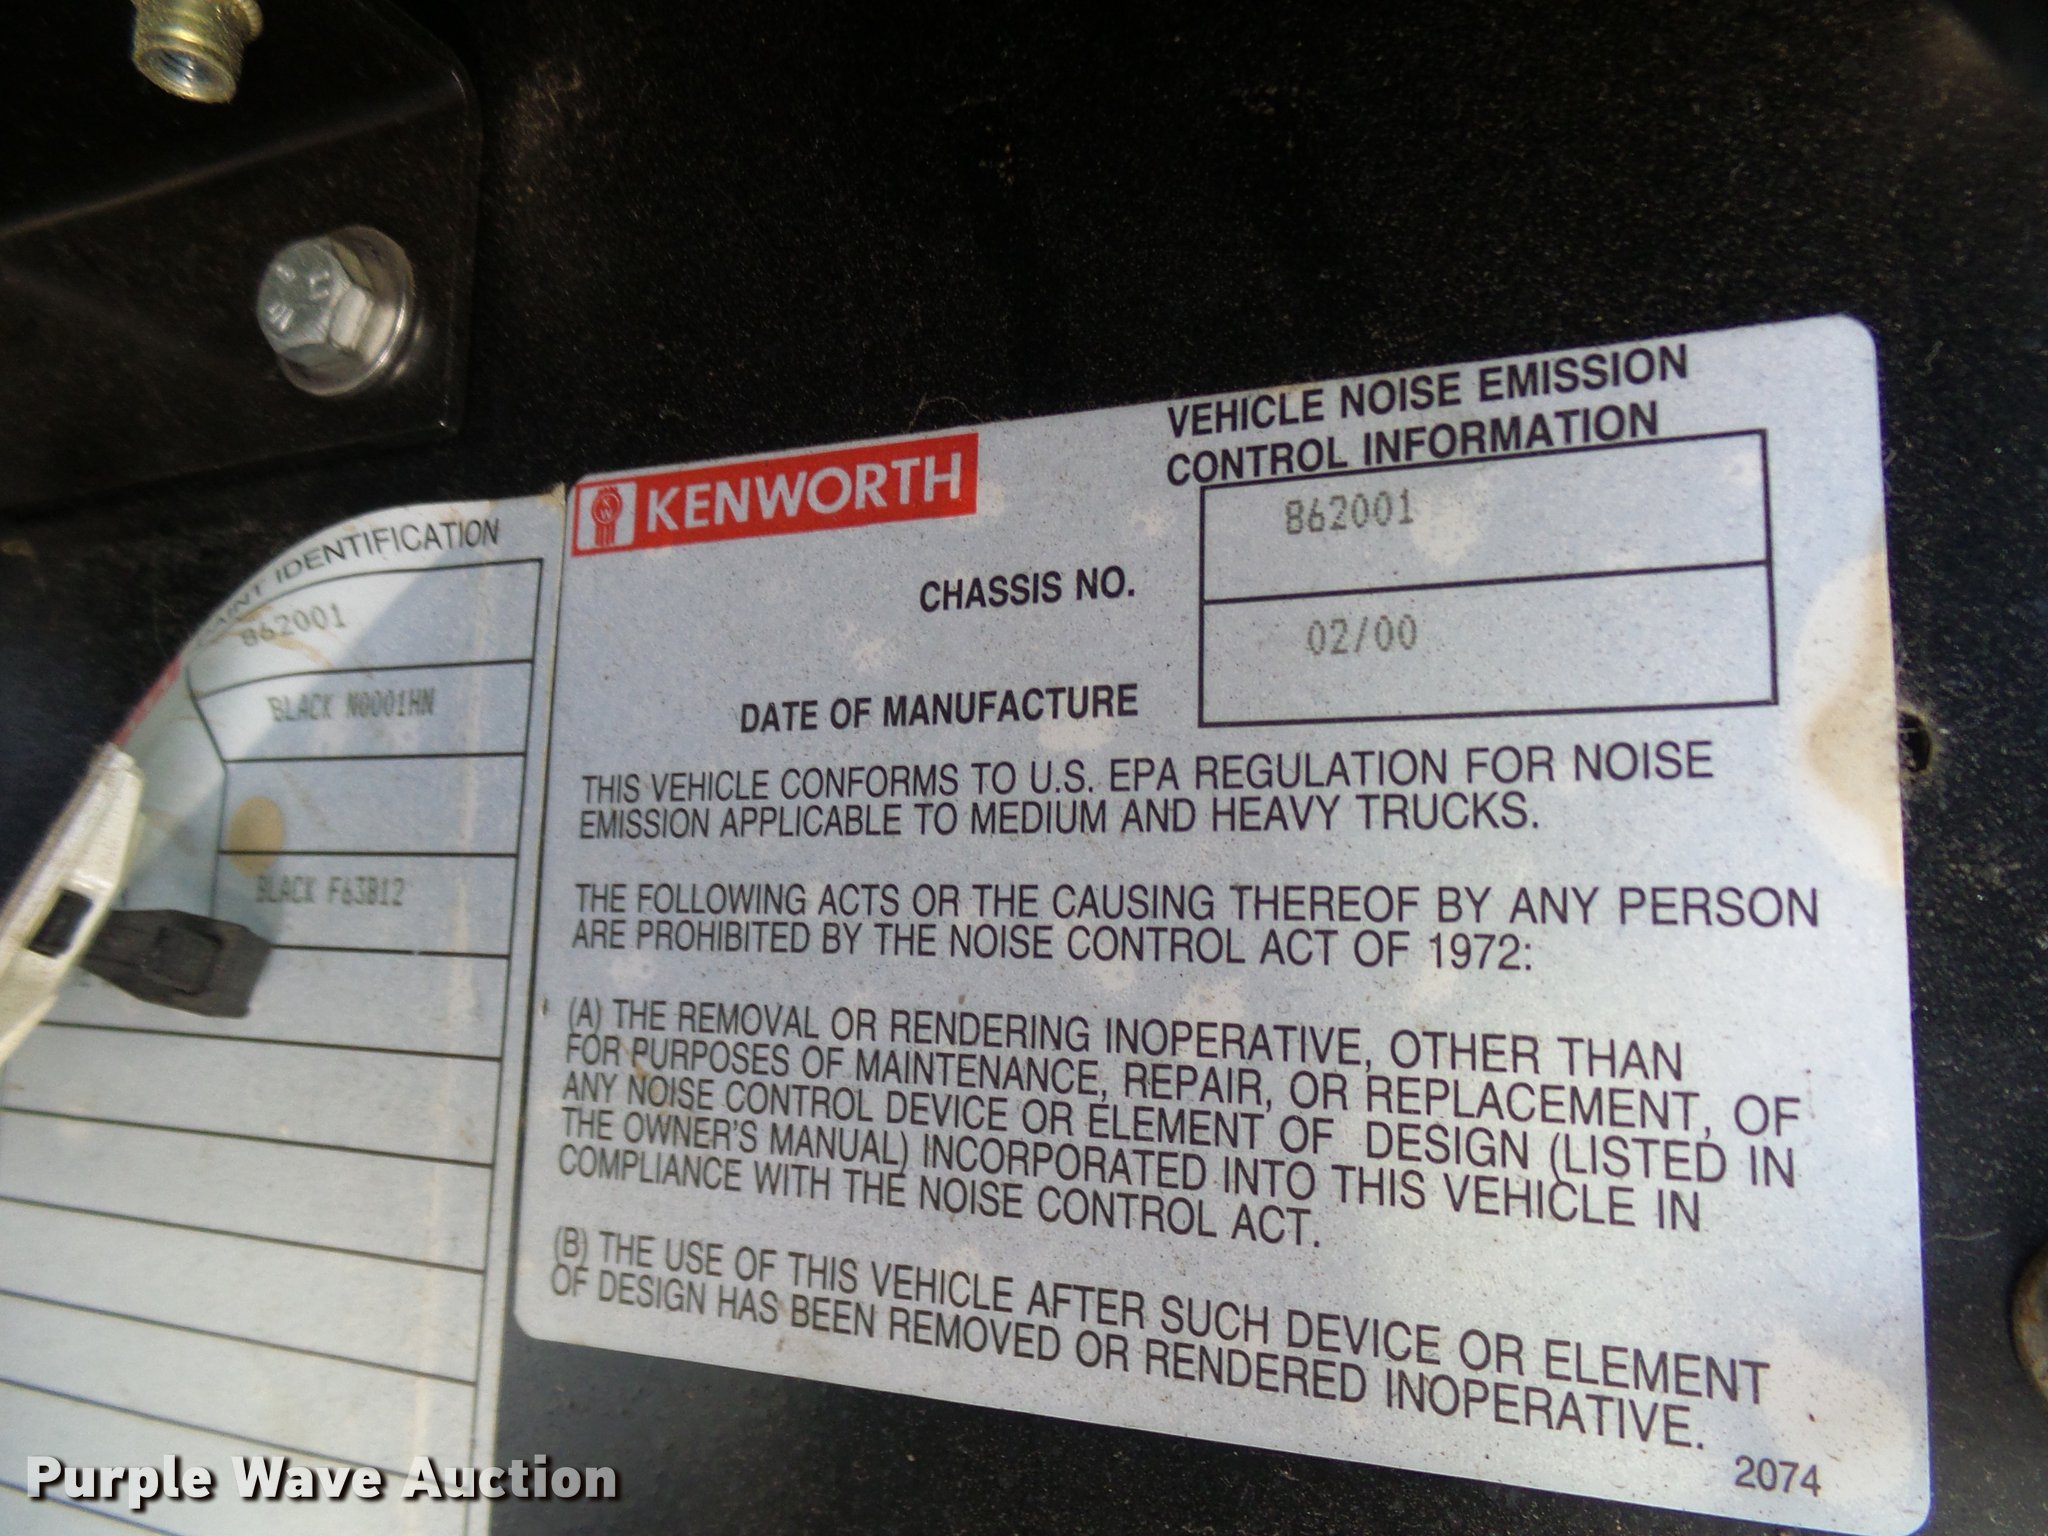 KENWORTH
VEHICLE NOISE EMISSION
CONTROL INFORMATION
CHASSIS NO.
862001
DATE OF MANUFACTURE
02/00
THIS VEHICLE CONFORMS TO U.S. EPA REGULATION FOR NOISE
EMISSION APPLICABLE TO MEDIUM AND HEAVY TRUCKS.
THE FOLLOWING ACTS OR THE CAUSING THEREOF BY ANY PERSON
ARE PROHIBITED BY THE NOISE CONTROL ACT OF 1972:
(A) THE REMOVAL OR RENDERING INOPERATIVE, OTHER THAN
FOR PURPOSES OF MAINTENANCE, REPAIR, OR REPLACEMENT, OF
ANY NOISE CONTROL DEVICE OR ELEMENT OF DESIGN (LISTED IN
THE OWNER'S MANUAL) INCORPORATED INTO THIS VEHICLE IN
COMPLIANCE WITH THE NOISE CONTROL ACT.
(B) THE USE OF THIS VEHICLE AFTER SUCH DEVICE OR ELEMENT
OF DESIGN HAS BEEN REMOVED OR RENDERED INOPERATIVE.
2074
IDENTIFICATION
862001
BLACK N0001HN
BLACK F63B12
Purple Wave Auction